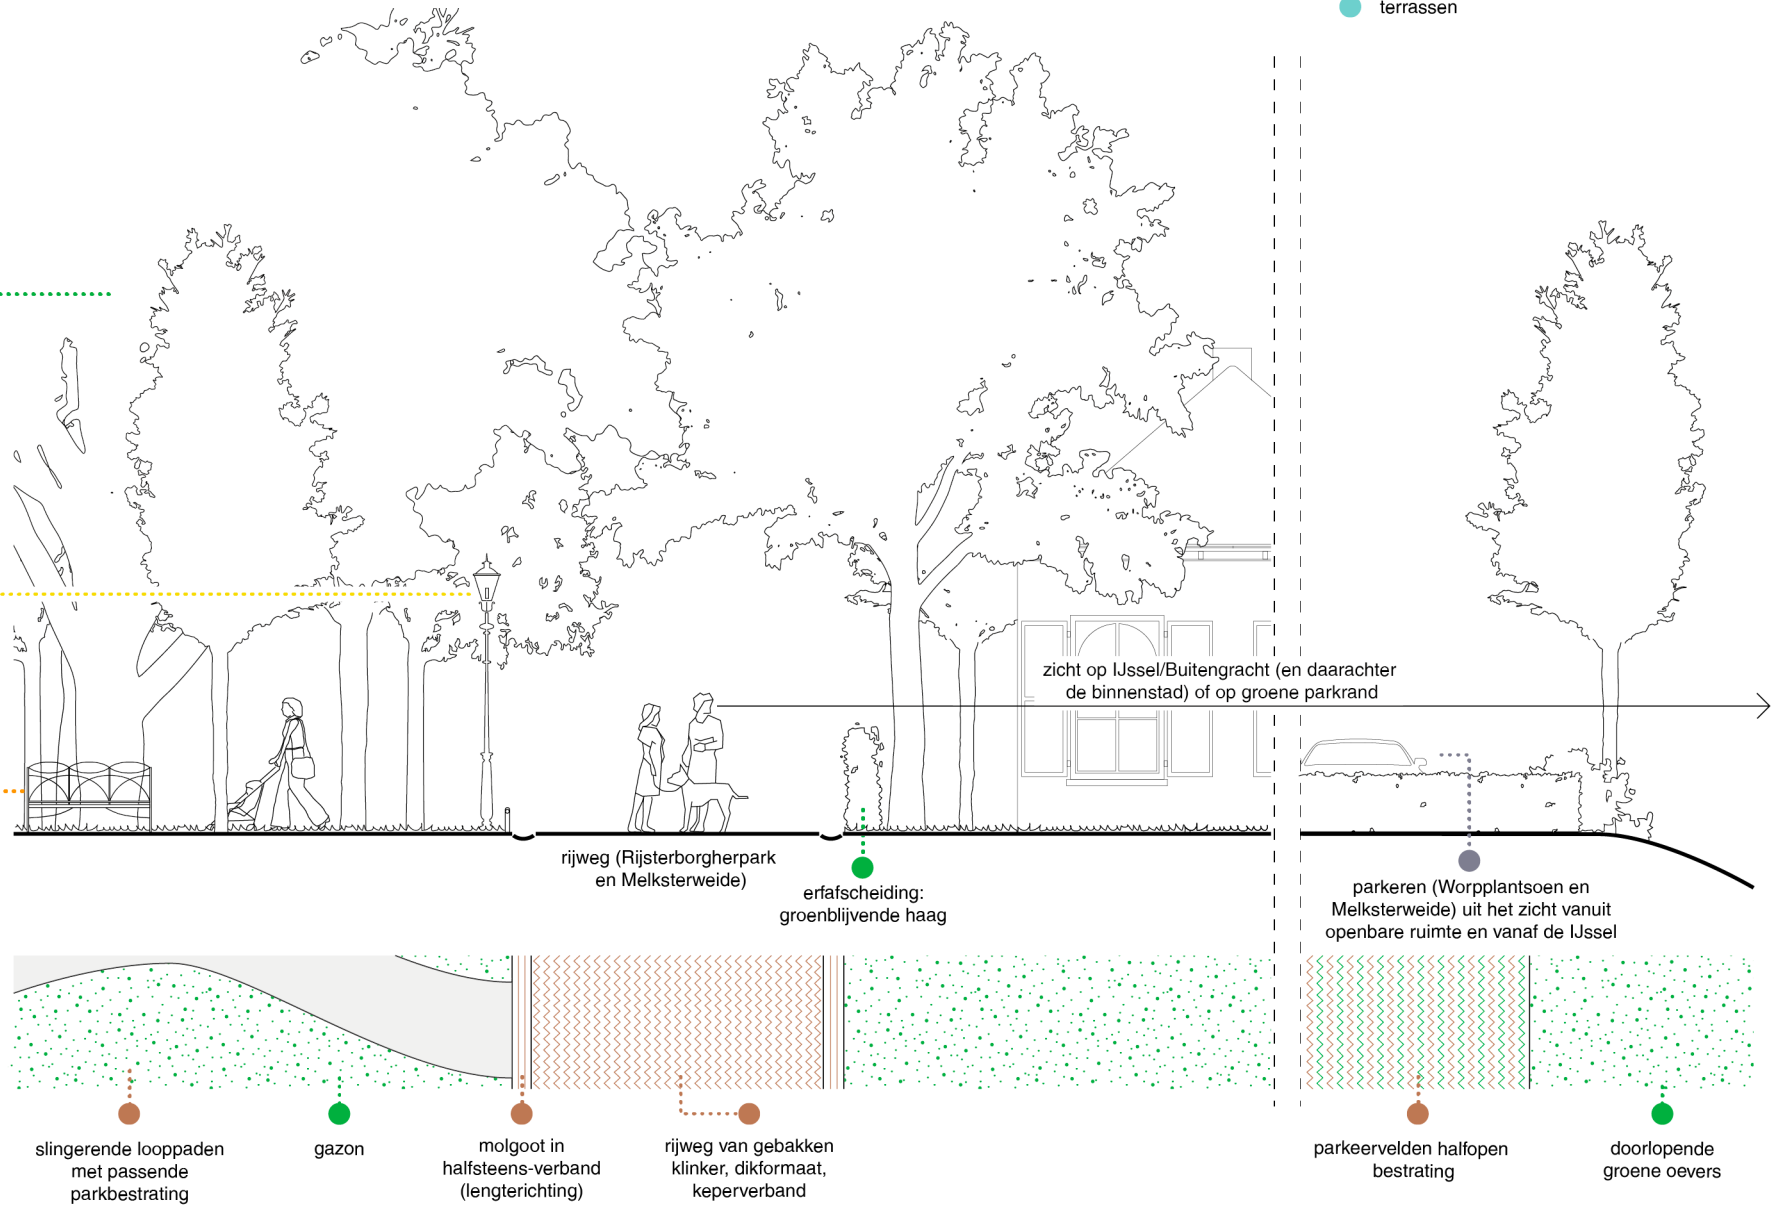 terrassen
zicht op IJssel/Buitengracht (en daarachter
de binnenstad) of op groene parkrand
rijweg (Rijsterborgherpark
en Melksterweide)
erfafscheiding:
groenblijvende haag
parkeren (Worpplantsoen en
Melksterweide) uit het zicht vanuit
openbare ruimte en vanaf de IJssel
slingerende looppaden
met passende
parkbestrating
gazon
molgoot in
halfsteens-verband
(lengterichting)
rijweg van gebakken
klinker, dikformaat,
keperverband
parkeervelden halfopen
bestrating
doorlopende
groene oevers